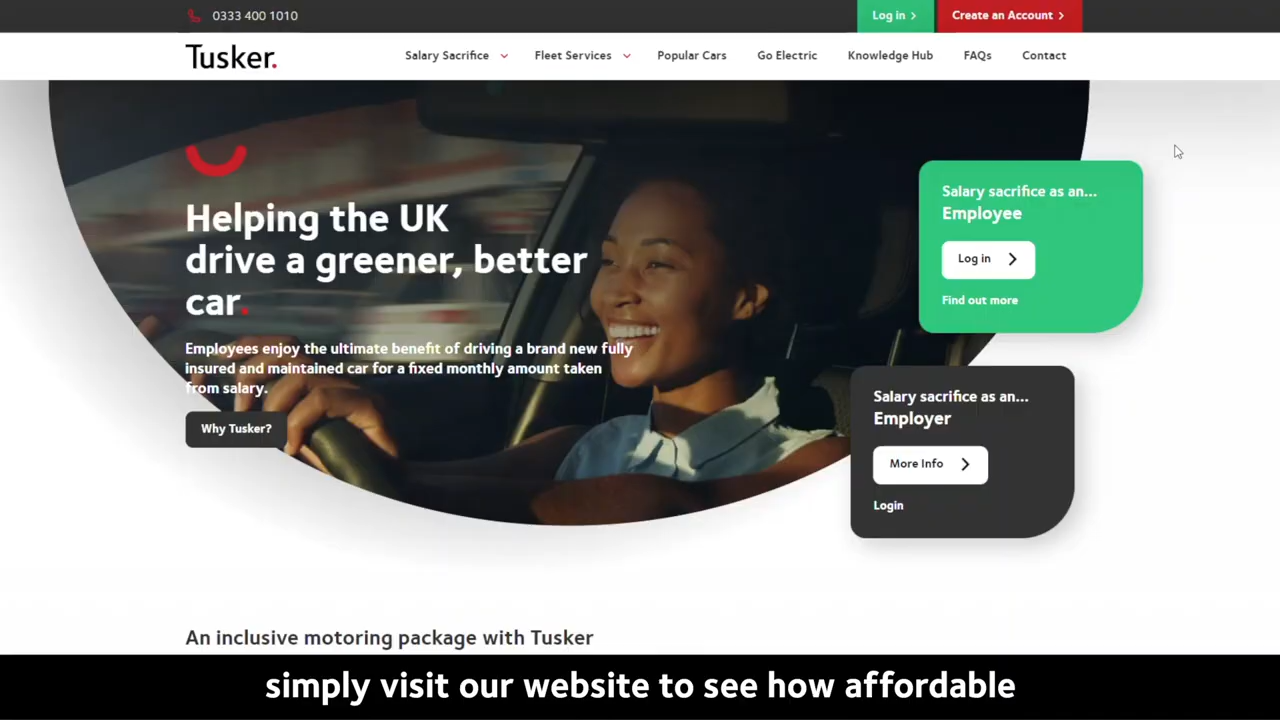 0333 400 1010
Log in
Create an Account
Tusker.
Salary Sacrifice
Fleet Services
Popular Cars
Go Electric
Knowledge Hub
FAQs
Contact
Helping the UK
drive a greener, better
car.
Employees enjoy the ultimate benefit of driving a brand new fully
insured and maintained car for a fixed monthly amount taken
from salary.
Why Tusker?
Salary sacrifice as an...
Employee
Log in
Find out more
Salary sacrifice as an...
Employer
More Info
Login
An inclusive motoring package with Tusker
simply visit our website to see how affordable